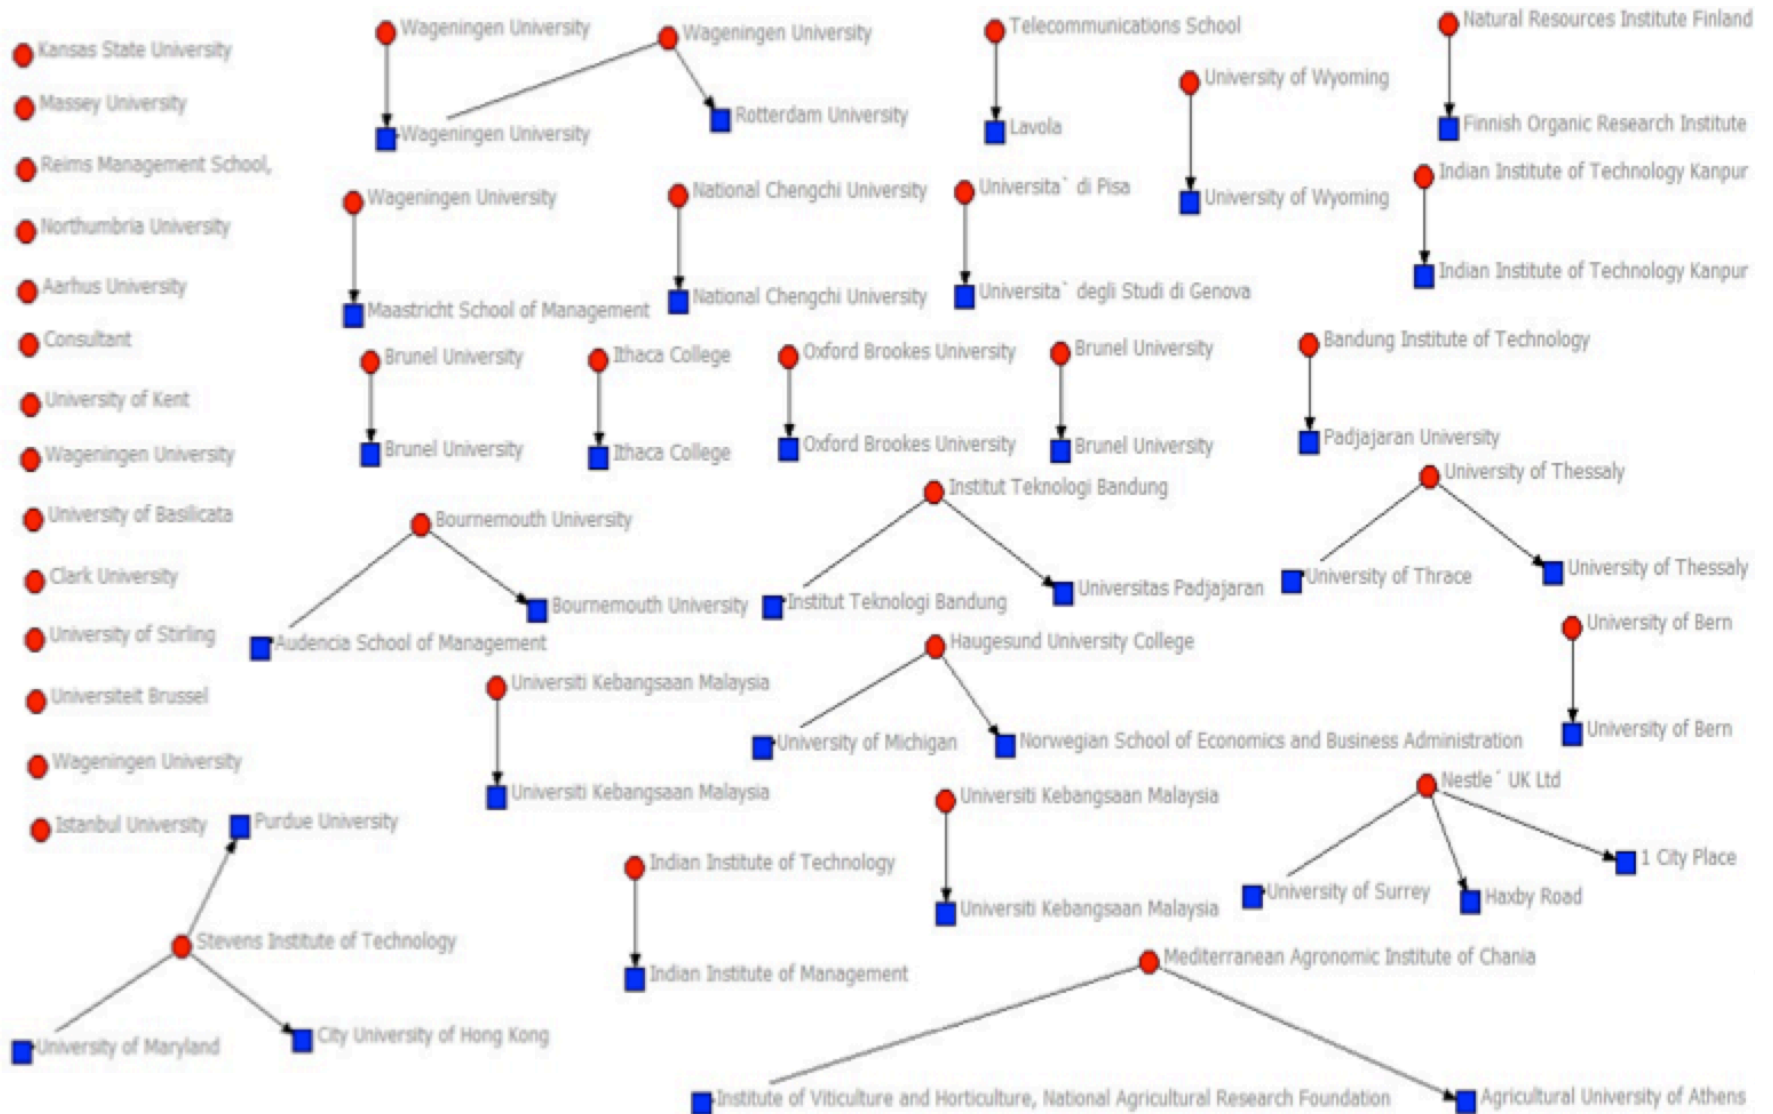 Kansas State University
Massey University
Reims Management School,
Northumbria University
Aarhus University
Consultant
University of Kent
Wageningen University
University of Basilicata
Clark University
University of Stirling
Universiteit Brussel
Wageningen University
Istanbul University
Wageningen University
Wageningen University
Telecommunications School
Natural Resources Institute Finland
University of Wyoming
Wageningen University
Rotterdam University
Lavola
Finnish Organic Research Institute
Wageningen University
National Chengchi University
Universita` di Pisa
University of Wyoming
Indian Institute of Technology Kanpur
Maastricht School of Management
National Chengchi University
Universita` degli Studi di Genova
Indian Institute of Technology Kanpur
Brunel University
Ithaca College
Oxford Brookes University
Brunel University
Bandung Institute of Technology
Brunel University
Ithaca College
Oxford Brookes University
Brunel University
Padjajaran University
Bournemouth University
Institut Teknologi Bandung
University of Thessaly
Audencia School of Management
Bournemouth University
Institut Teknologi Bandung
Universitas Padjajaran
University of Thrace
University of Thessaly
Universiti Kebangsaan Malaysia
Haugesund University College
University of Bern
University of Michigan
Norwegian School of Economics and Business Administration
University of Bern
Universiti Kebangsaan Malaysia
Universiti Kebangsaan Malaysia
Nestle´ UK Ltd
Purdue University
Indian Institute of Technology
1 City Place
University of Surrey
Haxby Road
Universiti Kebangsaan Malaysia
Stevens Institute of Technology
Indian Institute of Management
Mediterranean Agronomic Institute of Chania
University of Maryland
City University of Hong Kong
Institute of Viticulture and Horticulture, National Agricultural Research Foundation
Agricultural University of Athens